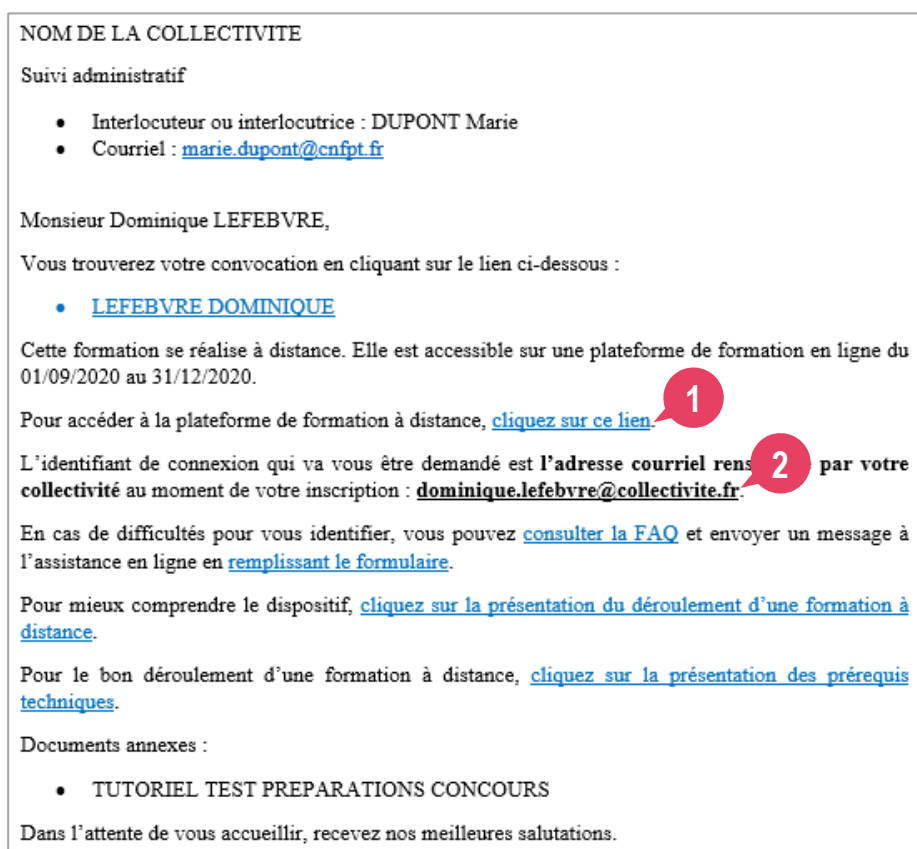 NOM DE LA COLLECTIVITE
Suivi administratif
• Interlocuteur ou interlocutrice : DUPONT Marie
• Courriel : marie.dupont@cnfpt.fr
Monsieur Dominique LEFEBVRE,
Vous trouverez votre convocation en cliquant sur le lien ci-dessous :
• LEFEBVRE DOMINIQUE
Cette formation se réalise à distance. Elle est accessible sur une plateforme de formation en ligne du
01/09/2020 au 31/12/2020.
1
Pour accéder à la plateforme de formation à distance, cliquez sur ce lien.
L'identifiant de connexion qui va vous être demandé est l'adresse courriel rens 2 par votre
collectivité au moment de votre inscription : dominique.lefebvre@collectivite.fr.
En cas de difficultés pour vous identifier, vous pouvez consulter la FAQ et envoyer un message à
l'assistance en ligne en remplissant le formulaire.
Pour mieux comprendre le dispositif, cliquez sur la présentation du déroulement d'une formation à
distance.
Pour le bon déroulement d'une formation à distance, cliquez sur la présentation des prérequis
techniques.
Documents annexes :
• TUTORIEL TEST PREPARATIONS CONCOURS
Dans l'attente de vous accueillir, recevez nos meilleures salutations.